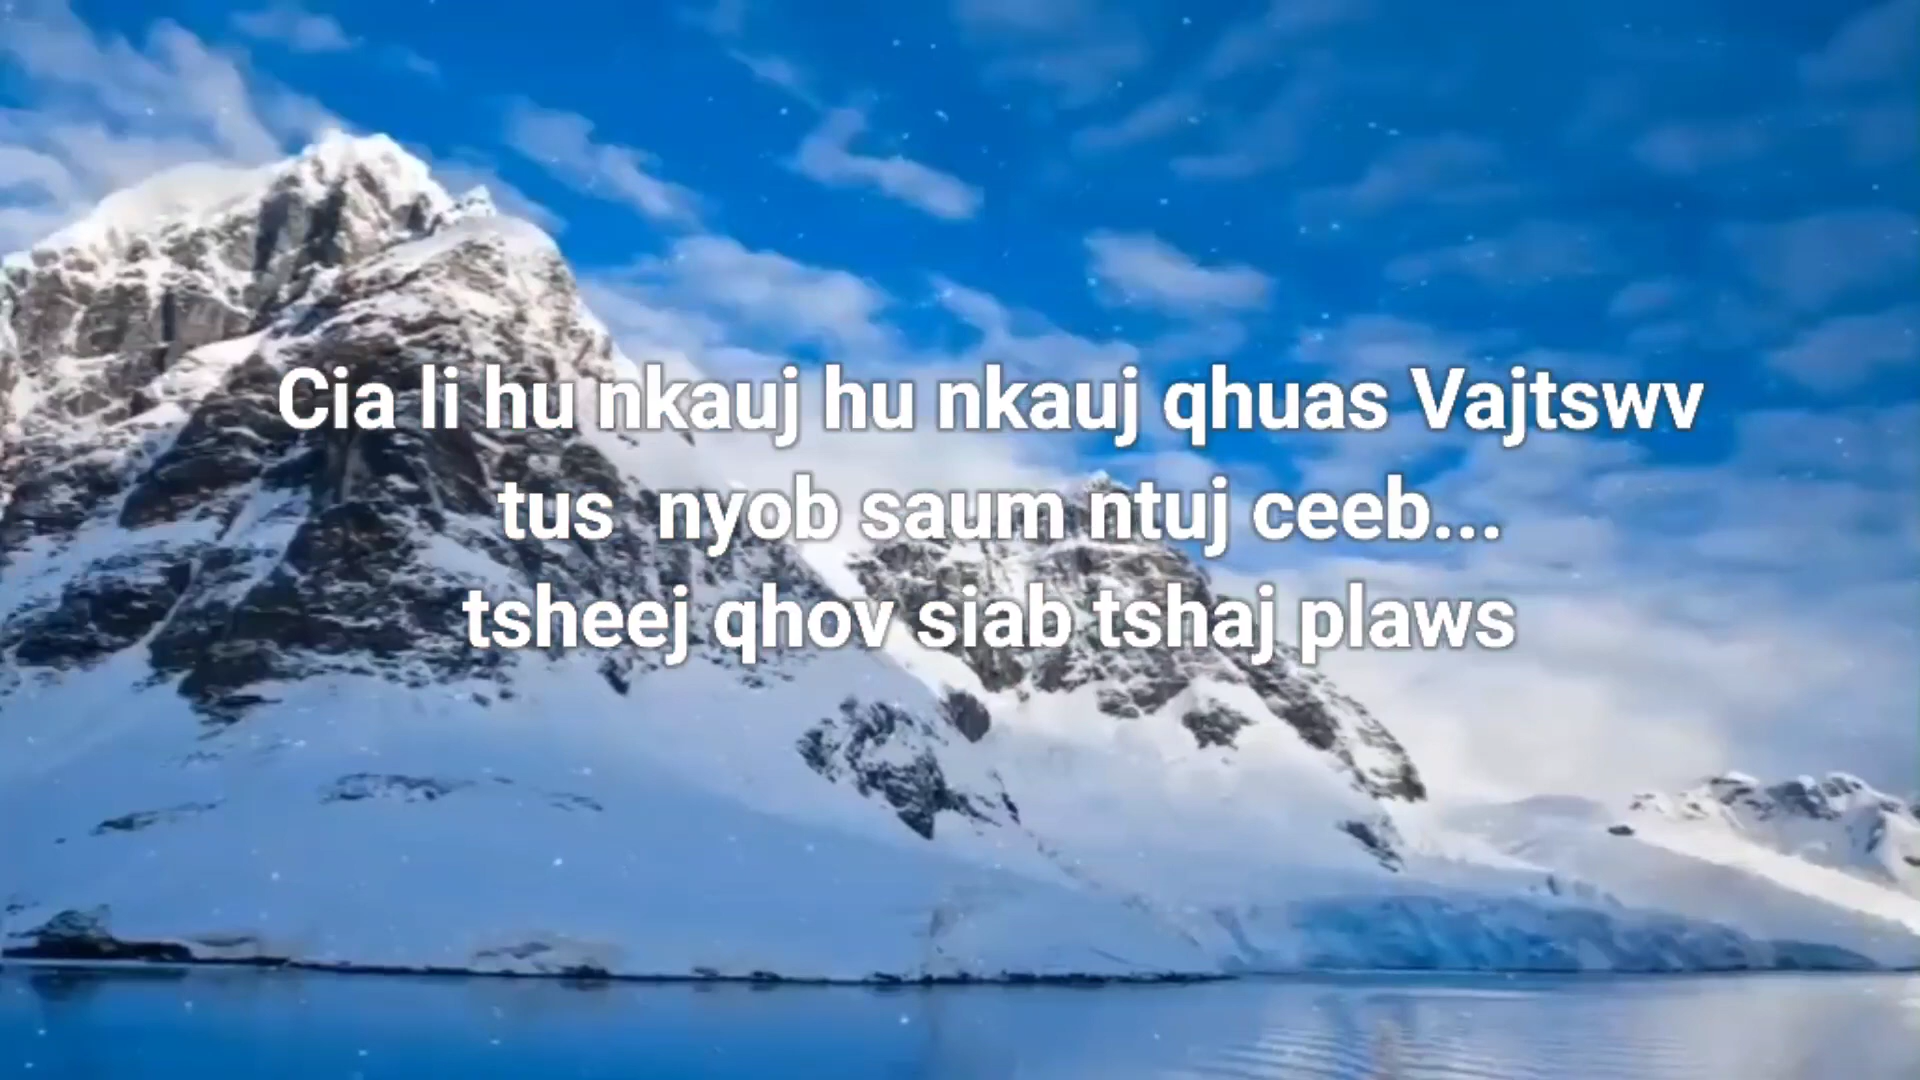 Cia li hu nkauj hu nkauj qhuas Vajtswv
tus nyob saum ntuj ceeb...
tsheej qhov siab tshaj plaws